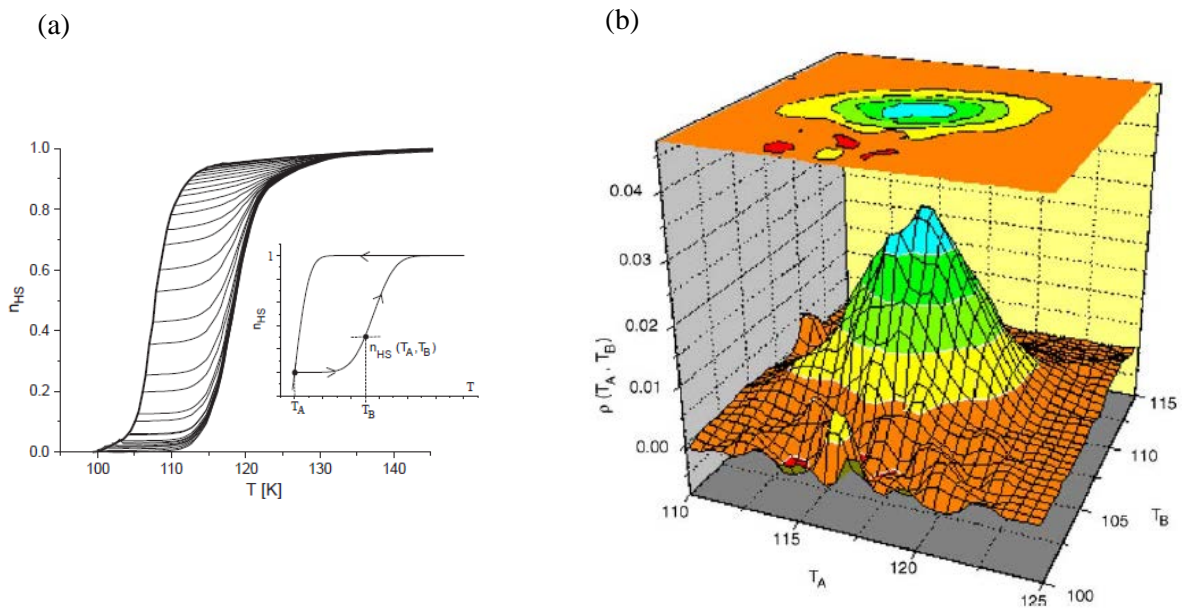 (a)
(b)
1.0
0.8
0.6
0.4
0.2
0.0
n_HS
100
110
120
130
140
T [K]
1
n_HS
n_HS (T_A, T_B)
T
T_A
T_B
0.04
0.03
0.02
0.01
0.00
ρ (T_A, T_B)
110
115
120
125
T_A
115
110
105
100
T_B